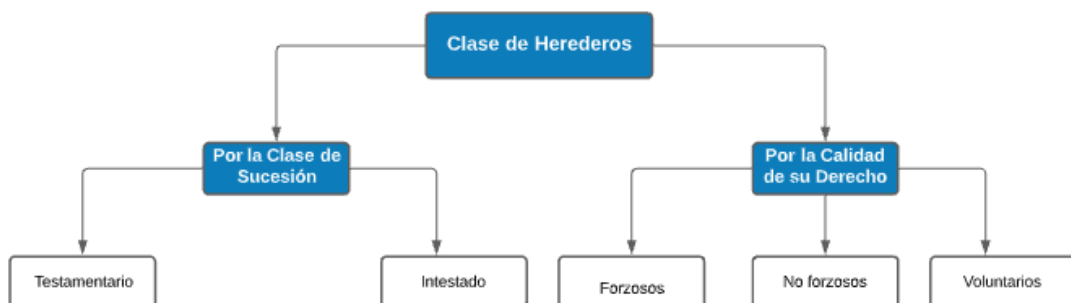 Clase de Herederos
Por la Clase de
Sucesión
Por la Calidad
de su Derecho
Testamentario
Intestado
Forzosos
No forzosos
Voluntarios